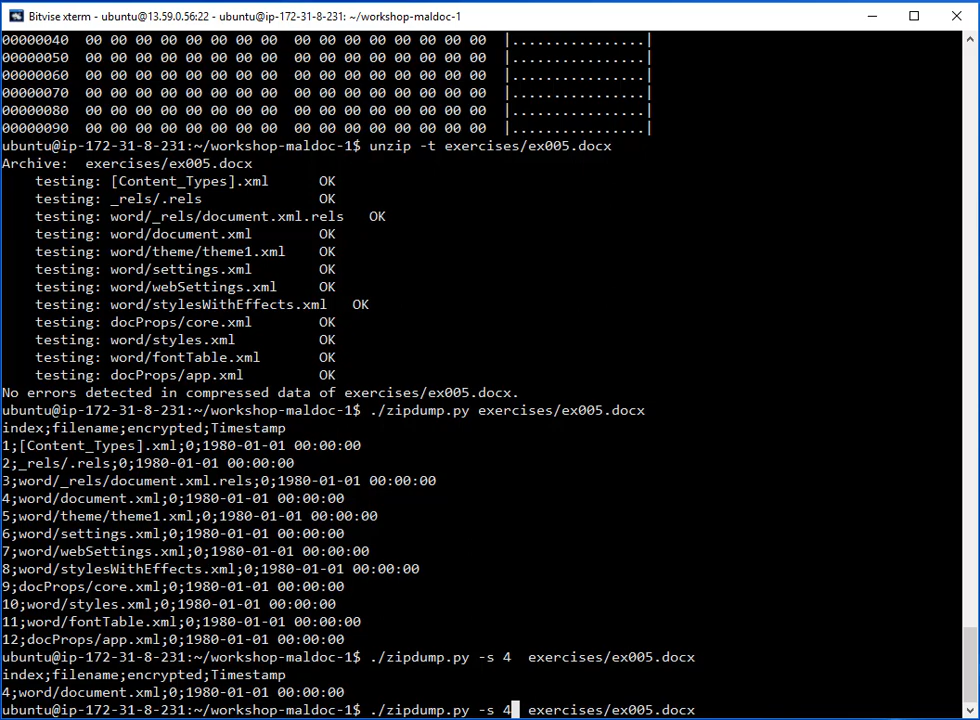 Bitvise xterm - ubuntu@13.59.0.56:22 - ubuntu@ip-172-31-8-231: ~/workshop-maldoc-1
00000040  00 00 00 00 00 00 00 00  00 00 00 00 00 00 00 00  |................|
00000050  00 00 00 00 00 00 00 00  00 00 00 00 00 00 00 00  |................|
00000060  00 00 00 00 00 00 00 00  00 00 00 00 00 00 00 00  |................|
00000070  00 00 00 00 00 00 00 00  00 00 00 00 00 00 00 00  |................|
00000080  00 00 00 00 00 00 00 00  00 00 00 00 00 00 00 00  |................|
00000090  00 00 00 00 00 00 00 00  00 00 00 00 00 00 00 00  |................|
ubuntu@ip-172-31-8-231:~/workshop-maldoc-1$ unzip -t exercises/ex005.docx
Archive:  exercises/ex005.docx
    testing: [Content_Types].xml      OK
    testing: _rels/.rels              OK
    testing: word/_rels/document.xml.rels   OK
    testing: word/document.xml        OK
    testing: word/theme/theme1.xml    OK
    testing: word/settings.xml        OK
    testing: word/webSettings.xml     OK
    testing: word/stylesWithEffects.xml   OK
    testing: docProps/core.xml        OK
    testing: word/styles.xml          OK
    testing: word/fontTable.xml       OK
    testing: docProps/app.xml         OK
No errors detected in compressed data of exercises/ex005.docx.
ubuntu@ip-172-31-8-231:~/workshop-maldoc-1$ ./zipdump.py exercises/ex005.docx
index;filename;encrypted;Timestamp
1;[Content_Types].xml;0;1980-01-01 00:00:00
2;_rels/.rels;0;1980-01-01 00:00:00
3;word/_rels/document.xml.rels;0;1980-01-01 00:00:00
4;word/document.xml;0;1980-01-01 00:00:00
5;word/theme/theme1.xml;0;1980-01-01 00:00:00
6;word/settings.xml;0;1980-01-01 00:00:00
7;word/webSettings.xml;0;1980-01-01 00:00:00
8;word/stylesWithEffects.xml;0;1980-01-01 00:00:00
9;docProps/core.xml;0;1980-01-01 00:00:00
10;word/styles.xml;0;1980-01-01 00:00:00
11;word/fontTable.xml;0;1980-01-01 00:00:00
12;docProps/app.xml;0;1980-01-01 00:00:00
ubuntu@ip-172-31-8-231:~/workshop-maldoc-1$ ./zipdump.py -s 4  exercises/ex005.docx
index;filename;encrypted;Timestamp
4;word/document.xml;0;1980-01-01 00:00:00
ubuntu@ip-172-31-8-231:~/workshop-maldoc-1$ ./zipdump.py -s 4  exercises/ex005.docx